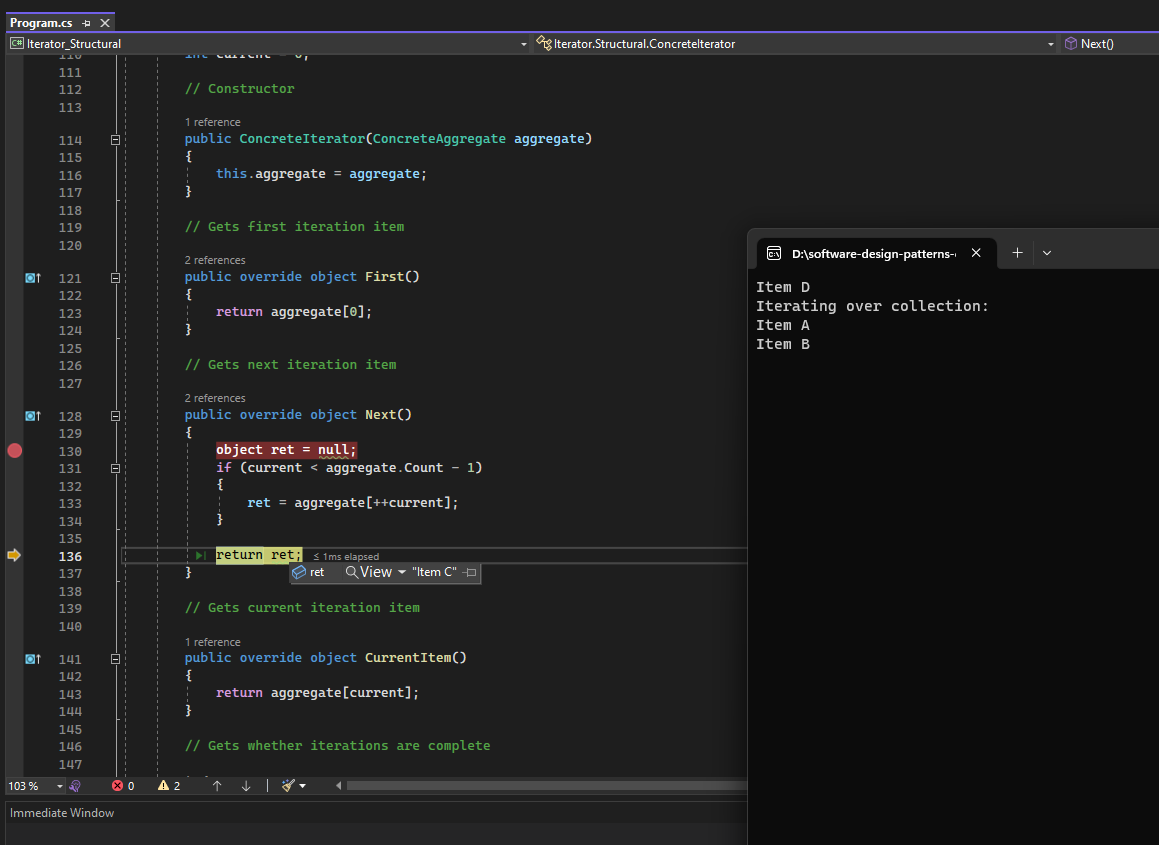 Program.cs
Iterator_Structural
Iterator.Structural.ConcreteIterator
Next()
110 int current = 0;
111
112 // Constructor
113
1 reference
114 public ConcreteIterator(ConcreteAggregate aggregate)
115 {
116 this.aggregate = aggregate;
117 }
118
119 // Gets first iteration item
120
2 references
121 public override object First()
122 {
123 return aggregate[0];
124 }
125
126 // Gets next iteration item
127
2 references
128 public override object Next()
129 {
130 object ret = null;
131 if (current < aggregate.Count - 1)
132 {
133 ret = aggregate[++current];
134 }
135
136 return ret; ≤ 1ms elapsed
ret View "Item C"
137 }
138
139 // Gets current iteration item
140
1 reference
141 public override object CurrentItem()
142 {
143 return aggregate[current];
144 }
145
146 // Gets whether iterations are complete
147
103 % 0 2
Immediate Window
D:\software-design-patterns-
Item D
Iterating over collection:
Item A
Item B